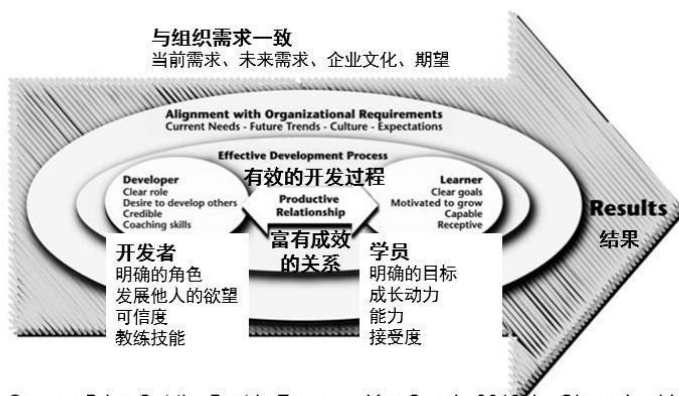 与组织需求一致
当前需求、未来需求、企业文化、期望
Alignment with Organizational Requirements
Current Needs - Future Trends - Culture - Expectations
Effective Development Process
有效的开发过程
Developer
Clear role
Desire to develop others
Credible
Coaching skills
Productive
Relationship
富有成效
的关系
Learner
Clear goals
Motivated to grow
Capable
Receptive
开发者
明确的角色
发展他人的欲望
可信度
教练技能
学员
明确的目标
成长动力
能力
接受度
Results
结果